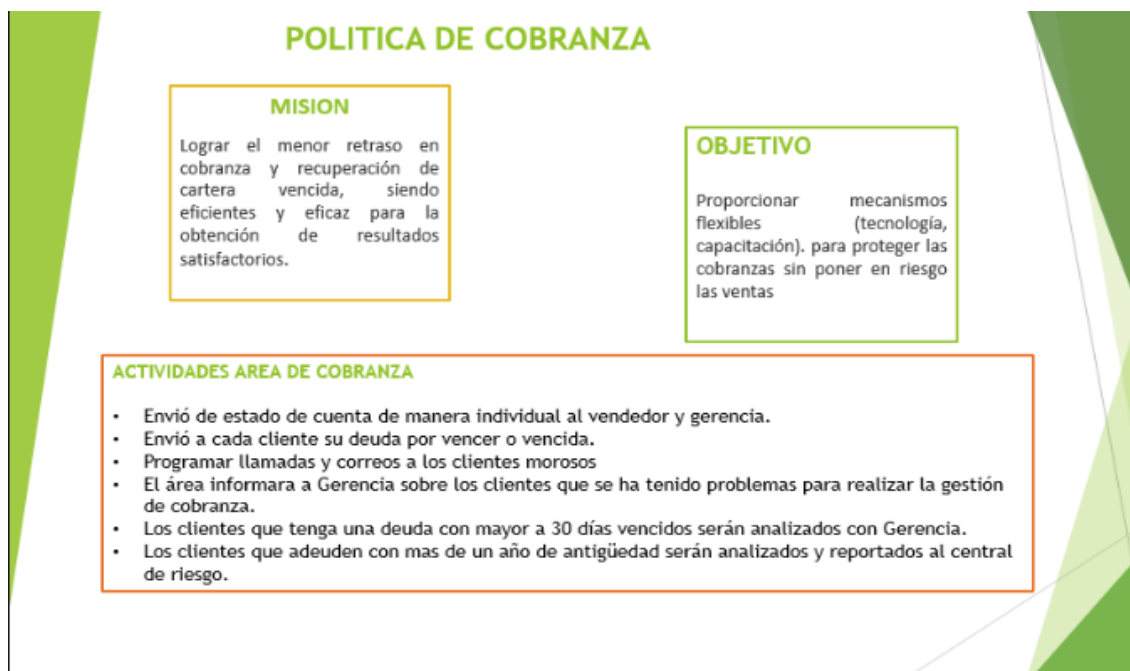 POLITICA DE COBRANZA
MISION
Lograr el menor retraso en
cobranza y recuperación de
cartera vencida, siendo
eficientes y eficaz para la
obtención de resultados
satisfactorios.
OBJETIVO
Proporcionar mecanismos
flexibles (tecnología,
capacitación). para proteger las
cobranzas sin poner en riesgo
las ventas
ACTIVIDADES AREA DE COBRANZA
• Envió de estado de cuenta de manera individual al vendedor y gerencia.
• Envió a cada cliente su deuda por vencer o vencida.
• Programar llamadas y correos a los clientes morosos
• El área informara a Gerencia sobre los clientes que se ha tenido problemas para realizar la gestión
de cobranza.
• Los clientes que tenga una deuda con mayor a 30 días vencidos serán analizados con Gerencia.
• Los clientes que adeuden con mas de un año de antigüedad serán analizados y reportados al central
de riesgo.